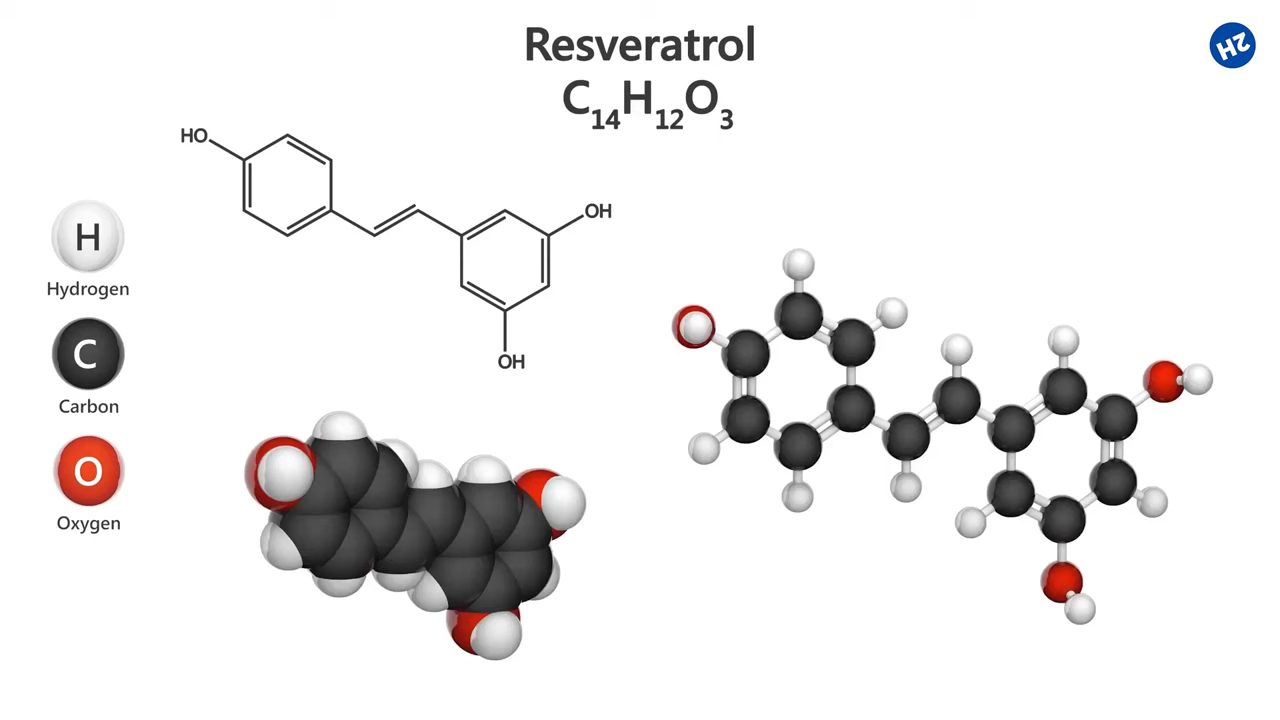 Resveratrol
C₁₄H₁₂O₃
HZ
HO
OH
OH
H
Hydrogen
C
Carbon
O
Oxygen